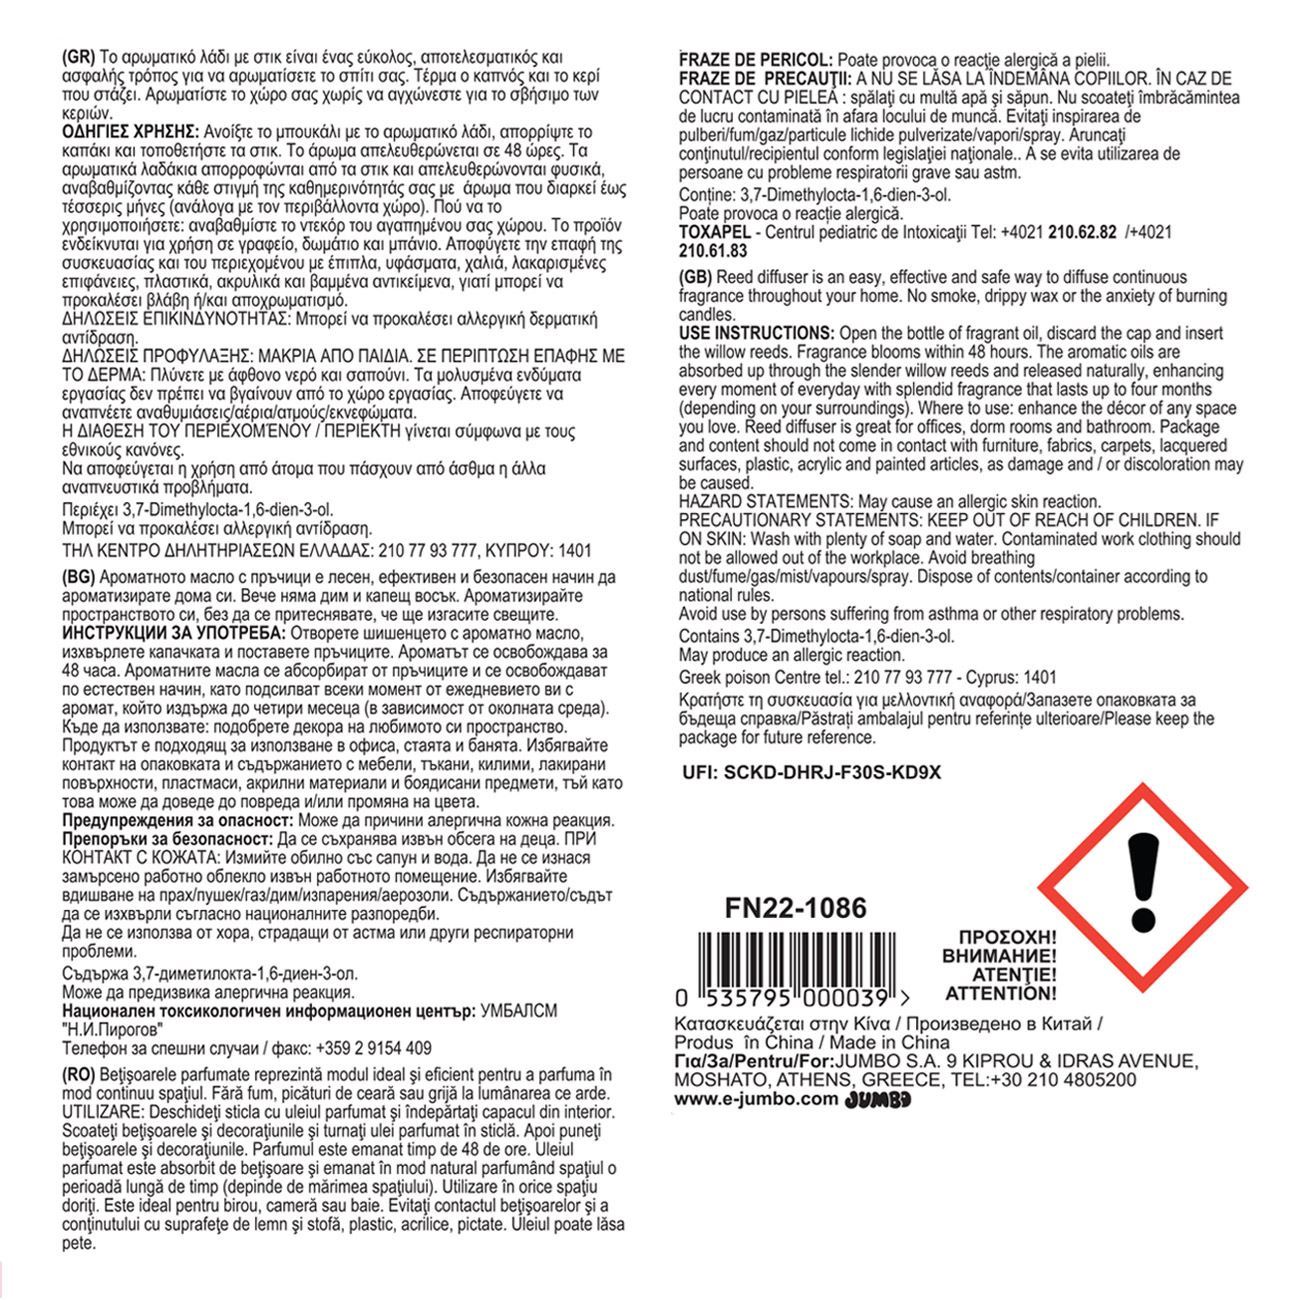 (GR) Το αρωματικό λάδι με στικ είναι ένας εύκολος, αποτελεσματικός και
ασφαλής τρόπος για να αρωματίσετε το σπίτι σας. Τέρμα ο καπνός και το κερί
που στάζει. Αρωματίστε το χώρο σας χωρίς να αγχώνεστε για το σβήσιμο των
κεριών.
ΟΔΗΓΙΕΣ ΧΡΗΣΗΣ: Ανοίξτε το μπουκάλι με το αρωματικό λάδι, απορρίψτε το
καπάκι και τοποθετήστε τα στικ. Το άρωμα απελευθερώνεται σε 48 ώρες. Τα
αρωματικά λαδάκια απορροφώνται από τα στικ και απελευθερώνονται φυσικά,
αναβαθμίζοντας κάθε στιγμή της καθημερινότητάς σας με άρωμα που διαρκεί έως
τέσσερις μήνες (ανάλογα με τον περιβάλλοντα χώρο). Πού να το
χρησιμοποιήσετε: αναβαθμίστε το ντεκόρ του αγαπημένου σας χώρου. Το προϊόν
ενδείκνυται για χρήση σε γραφείο, δωμάτιο και μπάνιο. Αποφύγετε την επαφή της
συσκευασίας και του περιεχομένου με έπιπλα, υφάσματα, χαλιά, λακαρισμένες
επιφάνειες, πλαστικά, ακρυλικά και βαμμένα αντικείμενα, γιατί μπορεί να
προκαλέσει βλάβη ή/και αποχρωματισμό.
ΔΗΛΩΣΕΙΣ ΕΠΙΚΙΝΔΥΝΟΤΗΤΑΣ: Μπορεί να προκαλέσει αλλεργική δερματική
αντίδραση.
ΔΗΛΩΣΕΙΣ ΠΡΟΦΥΛΑΞΗΣ: ΜΑΚΡΙΑ ΑΠΟ ΠΑΙΔΙΑ. ΣΕ ΠΕΡΙΠΤΩΣΗ ΕΠΑΦΗΣ ΜΕ
ΤΟ ΔΕΡΜΑ: Πλύνετε με άφθονο νερό και σαπούνι. Τα μολυσμένα ενδύματα
εργασίας δεν πρέπει να βγαίνουν από το χώρο εργασίας. Αποφεύγετε να
αναπνέετε αναθυμιάσεις/αέρια/ατμούς/εκνεφώματα.
Η ΔΙΑΘΕΣΗ ΤΟΥ ΠΕΡΙΕΧΟΜΈΝΟΥ / ΠΕΡΙΕΚΤΗ γίνεται σύμφωνα με τους
εθνικούς κανόνες.
Να αποφεύγεται η χρήση από άτομα που πάσχουν από άσθμα η άλλα
αναπνευστικά προβλήματα.
Περιέχει 3,7-Dimethylocta-1,6-dien-3-ol.
Μπορεί να προκαλέσει αλλεργική αντίδραση.
ΤΗΛ ΚΕΝΤΡΟ ΔΗΛΗΤΗΡΙΑΣΕΩΝ ΕΛΛΑΔΑΣ: 210 77 93 777, ΚΥΠΡΟΥ: 1401
(BG) Ароматното масло с пръчици е лесен, ефективен и безопасен начин да
ароматизирате дома си. Вече няма дим и капещ восък. Ароматизирайте
пространството си, без да се притеснявате, че ще изгасите свещите.
ИНСТРУКЦИИ ЗА УПОТРЕБА: Отворете шишенцето с ароматно масло,
изхвърлете капачката и поставете пръчиците. Ароматът се освобождава за
48 часа. Ароматните масла се абсорбират от пръчиците и се освобождават
по естествен начин, като подсилват всеки момент от ежедневието ви с
аромат, който издържа до четири месеца (в зависимост от околната среда).
Къде да използвате: подобрете декора на любимото си пространство.
Продуктът е подходящ за използване в офиса, стаята и банята. Избягвайте
контакт на опаковката и съдържанието с мебели, тъкани, килими, лакирани
повърхности, пластмаси, акрилни материали и боядисани предмети, тъй като
това може да доведе до повреда и/или промяна на цвета.
Предупреждения за опасност: Може да причини алергична кожна реакция.
Препоръки за безопасност: Да се съхранява извън обсега на деца. ПРИ
КОНТАКТ С КОЖАТА: Измийте обилно със сапун и вода. Да не се изнася
замърсено работно облекло извън работното помещение. Избягвайте
вдишване на прах/пушек/газ/дим/изпарения/аерозоли. Съдържанието/съдът
да се изхвърли съгласно националните разпоредби.
Да не се използва от хора, страдащи от астма или други респираторни
проблеми.
Съдържа 3,7-диметилокта-1,6-диен-3-ол.
Може да предизвика алергична реакция.
Национален токсикологичен информационен център: УМБАЛСМ
"Н.И.Пирогов"
Телефон за спешни случаи / факс: +359 2 9154 409
(RO) Beţişoarele parfumate reprezintă modul ideal şi eficient pentru a parfuma în
mod continuu spaţiul. Fără fum, picături de ceară sau grijă la lumânarea ce arde.
UTILIZARE: Deschideţi sticla cu uleiul parfumat şi îndepărtaţi capacul din interior.
Scoateţi beţişoarele şi decoraţiunile şi turnaţi ulei parfumat în sticlă. Apoi puneţi
beţişoarele şi decoraţiunile. Parfumul este emanat timp de 48 de ore. Uleiul
parfumat este absorbit de beţişoare şi emanat în mod natural parfumând spaţiul o
perioadă lungă de timp (depinde de mărimea spaţiului). Utilizare în orice spaţiu
doriţi. Este ideal pentru birou, cameră sau baie. Evitaţi contactul beţişoarelor şi a
conţinutului cu suprafeţe de lemn şi stofă, plastic, acrilice, pictate. Uleiul poate lăsa
pete.
FRAZE DE PERICOL: Poate provoca o reacţie alergică a pielii.
FRAZE DE PRECAUŢII: A NU SE LĂSA LA ÎNDEMÂNA COPIILOR. ÎN CAZ DE
CONTACT CU PIELEA : spălaţi cu multă apă şi săpun. Nu scoateţi îmbrăcămintea
de lucru contaminată în afara locului de muncă. Evitaţi inspirarea de
pulberi/fum/gaz/particule lichide pulverizate/vapori/spray. Aruncaţi
conţinutul/recipientul conform legislaţiei naţionale.. A se evita utilizarea de
persoane cu probleme respiratorii grave sau astm.
Conţine: 3,7-Dimethylocta-1,6-dien-3-ol.
Poate provoca o reacţie alergică.
TOXAPEL - Centrul pediatric de Intoxicaţii Tel: +4021 210.62.82 /+4021
210.61.83
(GB) Reed diffuser is an easy, effective and safe way to diffuse continuous
fragrance throughout your home. No smoke, drippy wax or the anxiety of burning
candles.
USE INSTRUCTIONS: Open the bottle of fragrant oil, discard the cap and insert
the willow reeds. Fragrance blooms within 48 hours. The aromatic oils are
absorbed up through the slender willow reeds and released naturally, enhancing
every moment of everyday with splendid fragrance that lasts up to four months
(depending on your surroundings). Where to use: enhance the décor of any space
you love. Reed diffuser is great for offices, dorm rooms and bathroom. Package
and content should not come in contact with furniture, fabrics, carpets, lacquered
surfaces, plastic, acrylic and painted articles, as damage and / or discoloration may
be caused.
HAZARD STATEMENTS: May cause an allergic skin reaction.
PRECAUTIONARY STATEMENTS: KEEP OUT OF REACH OF CHILDREN. IF
ON SKIN: Wash with plenty of soap and water. Contaminated work clothing should
not be allowed out of the workplace. Avoid breathing
dust/fume/gas/mist/vapours/spray. Dispose of contents/container according to
national rules.
Avoid use by persons suffering from asthma or other respiratory problems.
Contains 3,7-Dimethylocta-1,6-dien-3-ol.
May produce an allergic reaction.
Greek poison Centre tel.: 210 77 93 777 - Cyprus: 1401
Κρατήστε τη συσκευασία για μελλοντική αναφορά/Запазете опаковката за
бъдеща справка/Păstrați ambalajul pentru referințe ulterioare/Please keep the
package for future reference.
UFI: SCKD-DHRJ-F30S-KD9X
FN22-1086
ΠΡΟΣΟΧΗ!
ВНИМАНИЕ!
ATENŢIE!
ATTENTION!
0 535795 000039 >
Κατασκευάζεται στην Κίνα / Произведено в Китай /
Produs în China / Made in China
Για/За/Pentru/For:JUMBO S.A. 9 KIPROU & IDRAS AVENUE,
MOSHATO, ATHENS, GREECE, TEL:+30 210 4805200
www.e-jumbo.com JUMBO